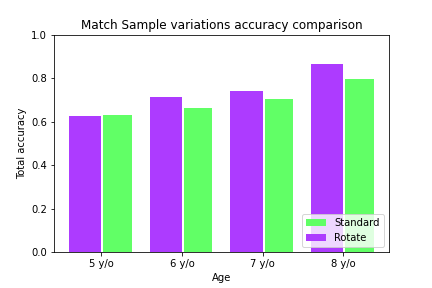 Match Sample variations accuracy comparison
1.0
0.8
0.6
0.4
0.2
0.0
Total accuracy
5 y/o 6 y/o 7 y/o 8 y/o
Age
Standard
Rotate